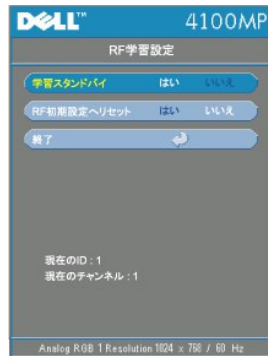 DELL™ 4100MP
RF学習設定
学習スタンドバイ はい いいえ
RF初期設定へリセット はい いいえ
終了
現在のID : 1
現在のチャンネル : 1
Analog RGB 1 Resolution 1024 x 768 / 60 Hz